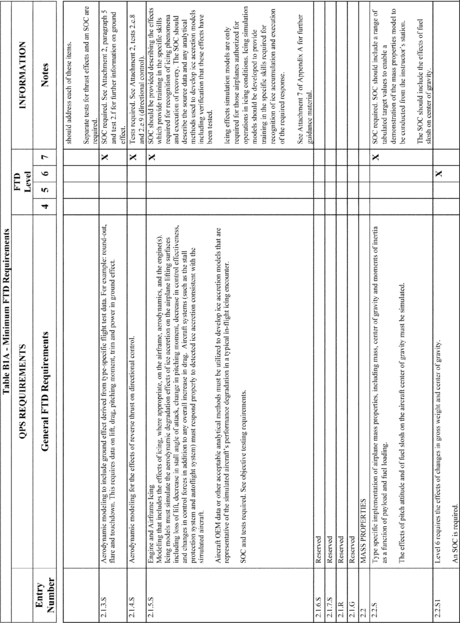 Table B1A - Minimum FTD Requirements
QPS REQUIREMENTS
FTD
Level
INFORMATION
Entry
Number
General FTD Requirements
4
5
6
7
Notes
should address each of these items.
Separate tests for thrust effects and an SOC are
required.
2.1.3.S
Aerodynamic modeling to include ground effect derived from type-specific flight test data. For example: round-out,
flare and touchdown. This requires data on lift, drag, pitching moment, trim and power in ground effect.
X
SOC required. See Attachment 2, paragraph 5
and test 2.f for further information on ground
effect.
2.1.4.S
Aerodynamic modeling for the effects of reverse thrust on directional control.
X
Tests required. See Attachment 2, tests 2.e.8
and 2.e.9 (directional control).
2.1.5.S
Engine and Airframe Icing
Modeling that includes the effects of icing, where appropriate, on the airframe, aerodynamics, and the engine(s).
Icing models must simulate the aerodynamic degradation effects of ice accretion on the airplane lifting surfaces
including loss of lift, decrease in stall angle of attack, change in pitching moment, decrease in control effectiveness,
and changes in control forces in addition to any overall increase in drag. Aircraft systems (such as the stall
protection system and autoflight system) must respond properly to detected ice accretion consistent with the
simulated aircraft.
Aircraft OEM data or other acceptable analytical methods must be utilized to develop ice accretion models that are
representative of the simulated aircraft's performance degradation in a typical in-flight icing encounter.
SOC and tests required. See objective testing requirements.
X
SOC should be provided describing the effects
which provide training in the specific skills
required for recognition of icing phenomena
and execution of recovery. The SOC should
describe the source data and any analytical
methods used to develop ice accretion models
including verification that these effects have
been tested.
Icing effects simulation models are only
required for those airplanes authorized for
operations in icing conditions. Icing simulation
models should be developed to provide
training in the specific skills required for
recognition of ice accumulation and execution
of the required response.
See Attachment 7 of Appendix A for further
guidance material.
2.1.6.S
Reserved
2.1.7.S
Reserved
2.1.R
Reserved
2.1.G
Reserved
2.2
MASS PROPERTIES
2.2.S
Type specific implementation of airplane mass properties, including mass, center of gravity and moments of inertia
as a function of payload and fuel loading.
The effects of pitch attitude and of fuel slosh on the aircraft center of gravity must be simulated.
X
SOC required. SOC should include a range of
tabulated target values to enable a
demonstration of the mass properties model to
be conducted from the instructor's station.
The SOC should include the effects of fuel
slosh on center of gravity.
2.2.S1
Level 6 requires the effects of changes in gross weight and center of gravity.
An SOC is required.
X